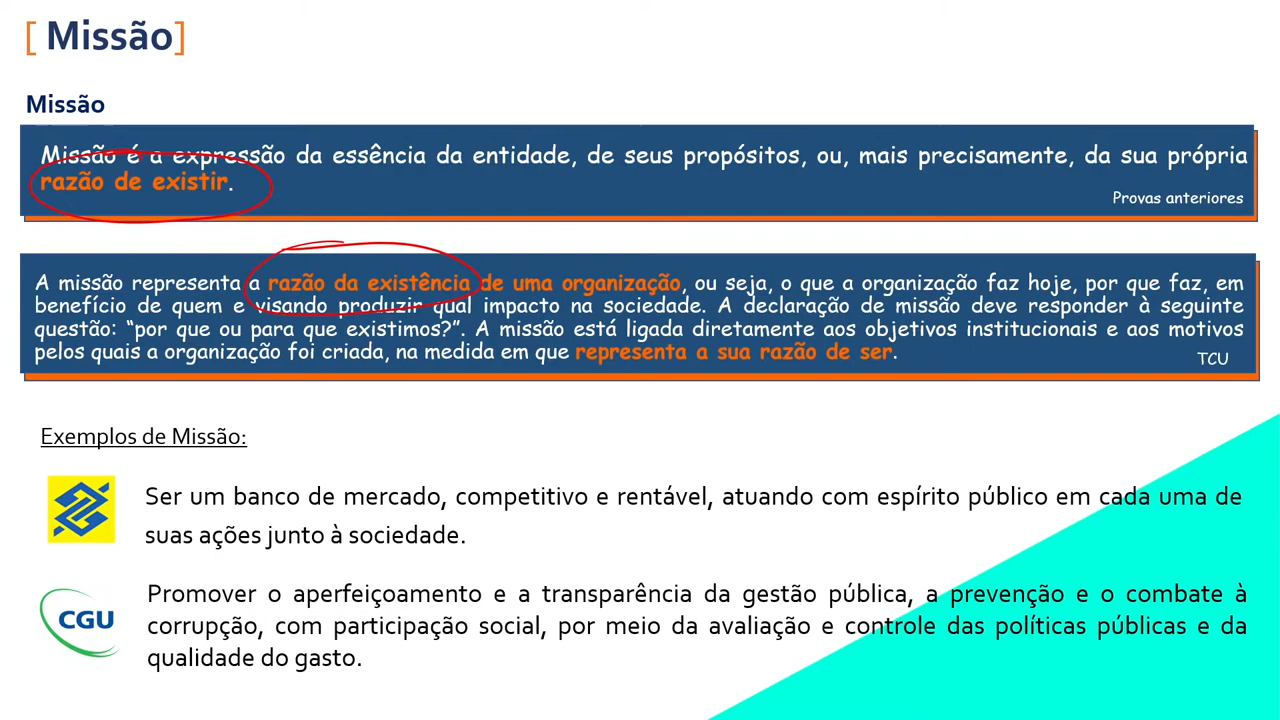 [ Missão]
Missão
Missão é a expressão da essência da entidade, de seus propósitos, ou, mais precisamente, da sua própria
razão de existir.
Provas anteriores
A missão representa a razão da existência de uma organização, ou seja, o que a organização faz hoje, por que faz, em
benefício de quem e visando produzir qual impacto na sociedade. A declaração de missão deve responder à seguinte
questão: “por que ou para que existimos?”. A missão está ligada diretamente aos objetivos institucionais e aos motivos
pelos quais a organização foi criada, na medida em que representa a sua razão de ser.
TCU
Exemplos de Missão:
Ser um banco de mercado, competitivo e rentável, atuando com espírito público em cada uma de
suas ações junto à sociedade.
CGU
Promover o aperfeiçoamento e a transparência da gestão pública, a prevenção e o combate à
corrupção, com participação social, por meio da avaliação e controle das políticas públicas e da
qualidade do gasto.